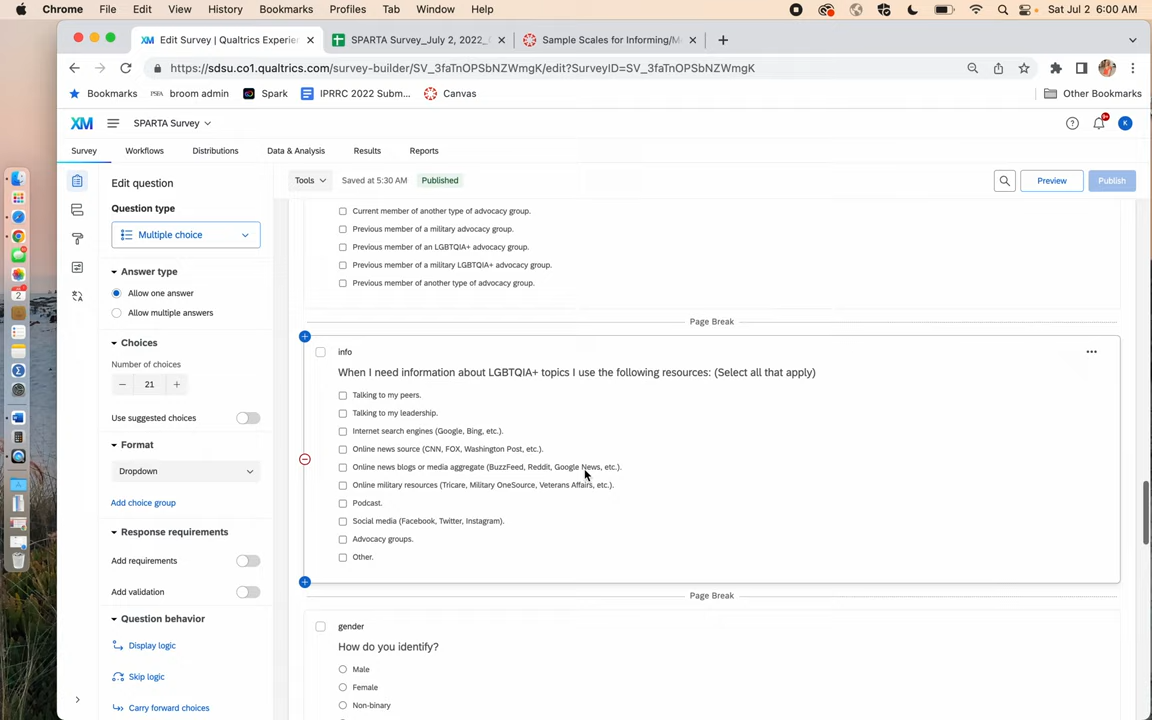 Chrome File Edit View History Bookmarks Profiles Tab Window Help Sat Jul 2 6:00 AM
XM Edit Survey | Qualtrics Experie SPARTA Survey_July 2, 2022_ Sample Scales for Informing/M
https://sdsu.co1.qualtrics.com/survey-builder/SV_3faTnOPSbNZWmgK/edit?SurveyID=SV_3faTnOPSbNZWmgK
Bookmarks broom admin Spark IPRRC 2022 Subm... Canvas Other Bookmarks
XM SPARTA Survey K
Survey Workflows Distributions Data & Analysis Results Reports
Edit question
Question type
Multiple choice
Answer type
Allow one answer
Allow multiple answers
Choices
Number of choices
21
Use suggested choices
Format
Dropdown
Add choice group
Response requirements
Add requirements
Add validation
Question behavior
Display logic
Skip logic
Carry forward choices
Tools Saved at 5:30 AM Published Preview Publish
Current member of another type of advocacy group.
Previous member of a military advocacy group.
Previous member of an LGBTQIA+ advocacy group.
Previous member of a military LGBTQIA+ advocacy group.
Previous member of another type of advocacy group.
Page Break
info
When I need information about LGBTQIA+ topics I use the following resources: (Select all that apply)
Talking to my peers.
Talking to my leadership.
Internet search engines (Google, Bing, etc.).
Online news source (CNN, FOX, Washington Post, etc.).
Online news blogs or media aggregate (BuzzFeed, Reddit, Google News, etc.).
Online military resources (Tricare, Military OneSource, Veterans Affairs, etc.).
Podcast.
Social media (Facebook, Twitter, Instagram).
Advocacy groups.
Other.
Page Break
gender
How do you identify?
Male
Female
Non-binary